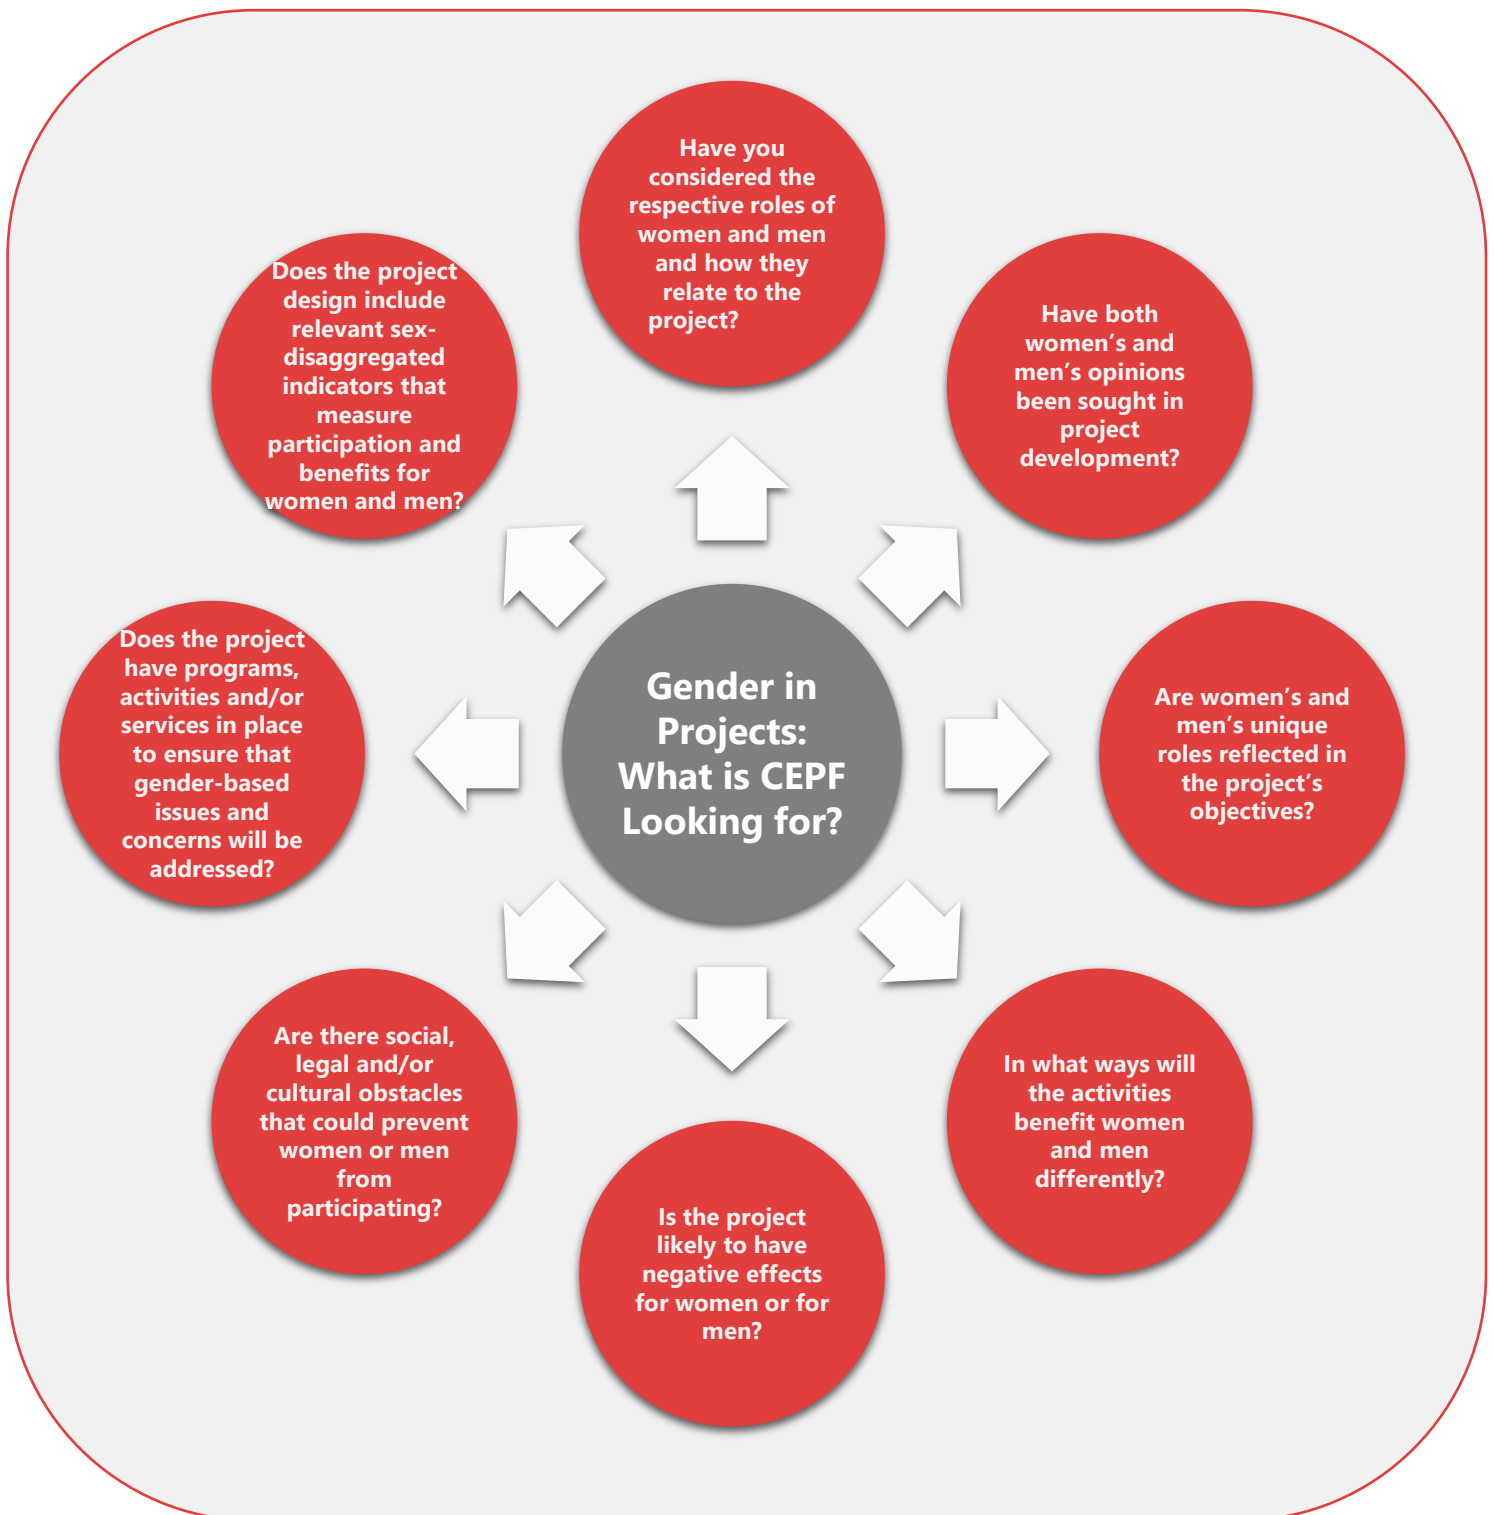 Have you
considered the
respective roles of
women and men
and how they
relate to the
project?
Have both
women’s and
men’s opinions
been sought in
project
development?
Are women’s and
men’s unique
roles reflected in
the project’s
objectives?
In what ways will
the activities
benefit women
and men
differently?
Is the project
likely to have
negative effects
for women or for
men?
Are there social,
legal and/or
cultural obstacles
that could prevent
women or men
from
participating?
Does the project
have programs,
activities and/or
services in place
to ensure that
gender-based
issues and
concerns will be
addressed?
Does the project
design include
relevant sex-
disaggregated
indicators that
measure
participation and
benefits for
women and men?
Gender in
Projects:
What is CEPF
Looking for?